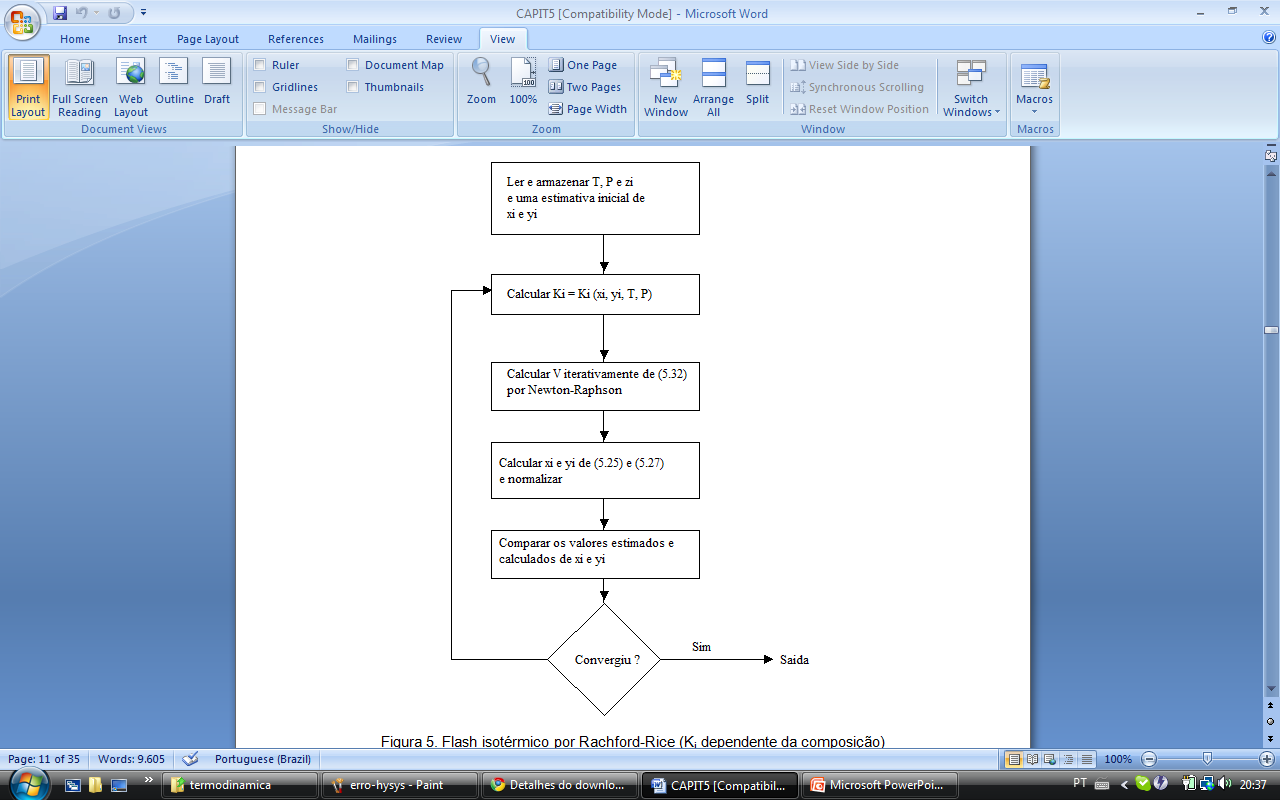 CAPIT5 [Compatibility Mode] - Microsoft Word
Home Insert Page Layout References Mailings Review View
Print Layout
Full Screen Reading
Web Layout
Outline
Draft
Document Views
Ruler
Gridlines
Message Bar
Document Map
Thumbnails
Show/Hide
Zoom
100%
One Page
Two Pages
Page Width
Zoom
New Window
Arrange All
Split
View Side by Side
Synchronous Scrolling
Reset Window Position
Switch Windows
Window
Macros
Macros
Ler e armazenar T, P e zi
e uma estimativa inicial de
xi e yi
Calcular Ki = Ki (xi, yi, T, P)
Calcular V iterativamente de (5.32)
por Newton-Raphson
Calcular xi e yi de (5.25) e (5.27)
e normalizar
Comparar os valores estimados e
calculados de xi e yi
Convergiu ?
Sim
Saida
Figura 5. Flash isotérmico por Rachford-Rice (Ki dependente da composição)
Page: 11 of 35 Words: 9.605 Portuguese (Brazil) 100%
termodinamica
erro-hysys - Paint
Detalhes do downlo...
CAPIT5 [Compatibil...
Microsoft PowerPoi...
PT
20:37